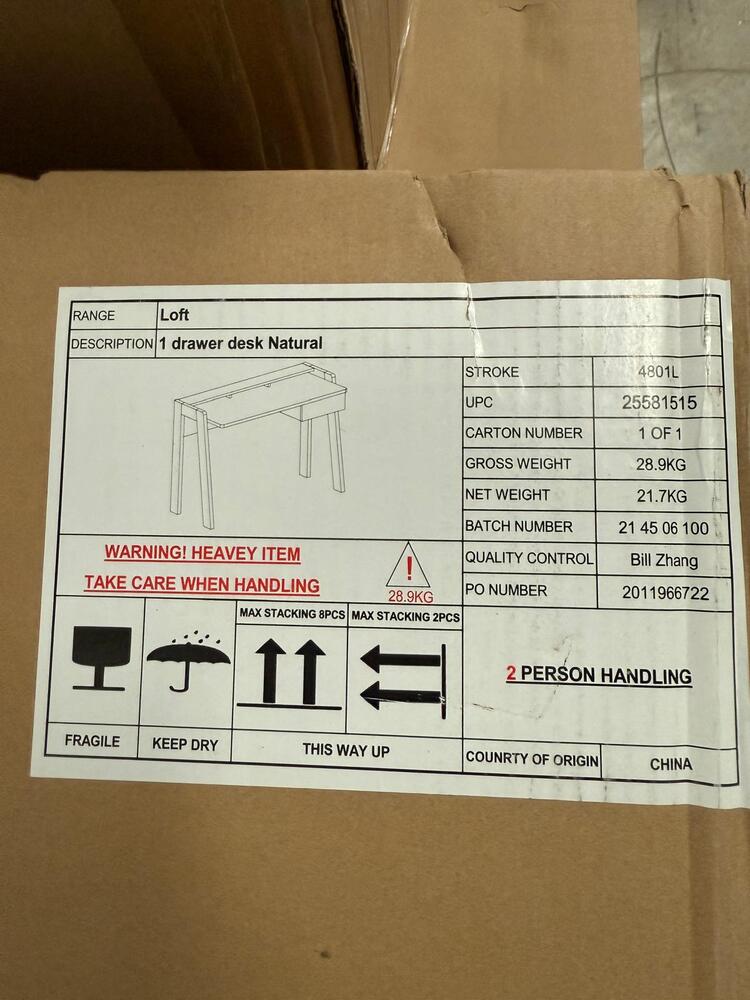 RANGE Loft
DESCRIPTION 1 drawer desk Natural
STROKE 4801L
UPC 25581515
CARTON NUMBER 1 OF 1
GROSS WEIGHT 28.9KG
NET WEIGHT 21.7KG
BATCH NUMBER 21 45 06 100
QUALITY CONTROL Bill Zhang
PO NUMBER 2011966722
WARNING! HEAVEY ITEM
TAKE CARE WHEN HANDLING
!
28.9KG
MAX STACKING 8PCS MAX STACKING 2PCS
2 PERSON HANDLING
FRAGILE KEEP DRY THIS WAY UP
COUNRTY OF ORIGIN CHINA